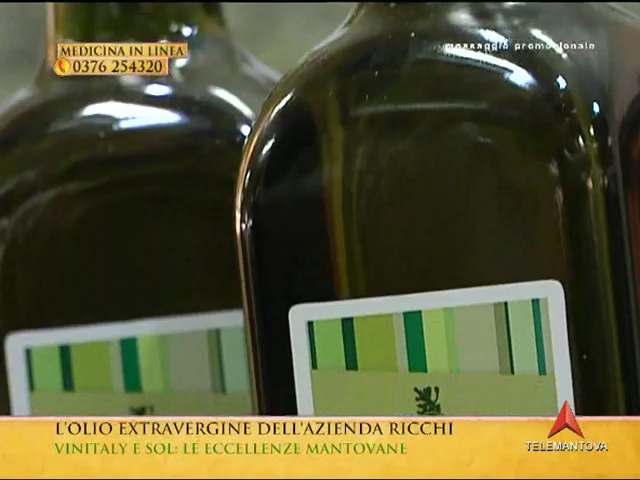 MEDICINA IN LINEA
0376 254320
messaggio promozionale
L'OLIO EXTRAVERGINE DELL'AZIENDA RICCHI
VINITALY E SOL: LE ECCELLENZE MANTOVANE
TELEMANTOVA